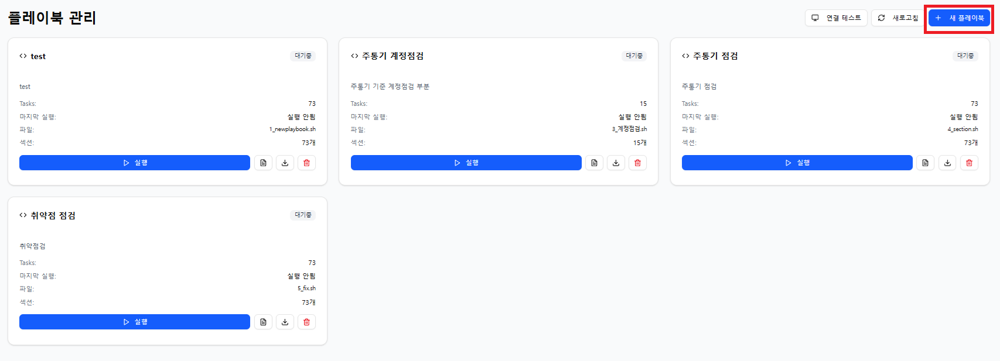 플레이북 관리
연결 테스트 새로고침 + 새 플레이북
<> test 대기중
test
Tasks: 73
마지막 실행: 실행 안됨
파일: 1_newplaybook.sh
섹션: 73개
실행
<> 주통기 계정점검 대기중
주통기 기준 계정점검 부분
Tasks: 15
마지막 실행: 실행 안됨
파일: 3_계정점검.sh
섹션: 15개
실행
<> 주통기 점검 대기중
주통기 점검
Tasks: 73
마지막 실행: 실행 안됨
파일: 4_section.sh
섹션: 73개
실행
<> 취약점 점검 대기중
취약점검
Tasks: 73
마지막 실행: 실행 안됨
파일: 5_fix.sh
섹션: 73개
실행